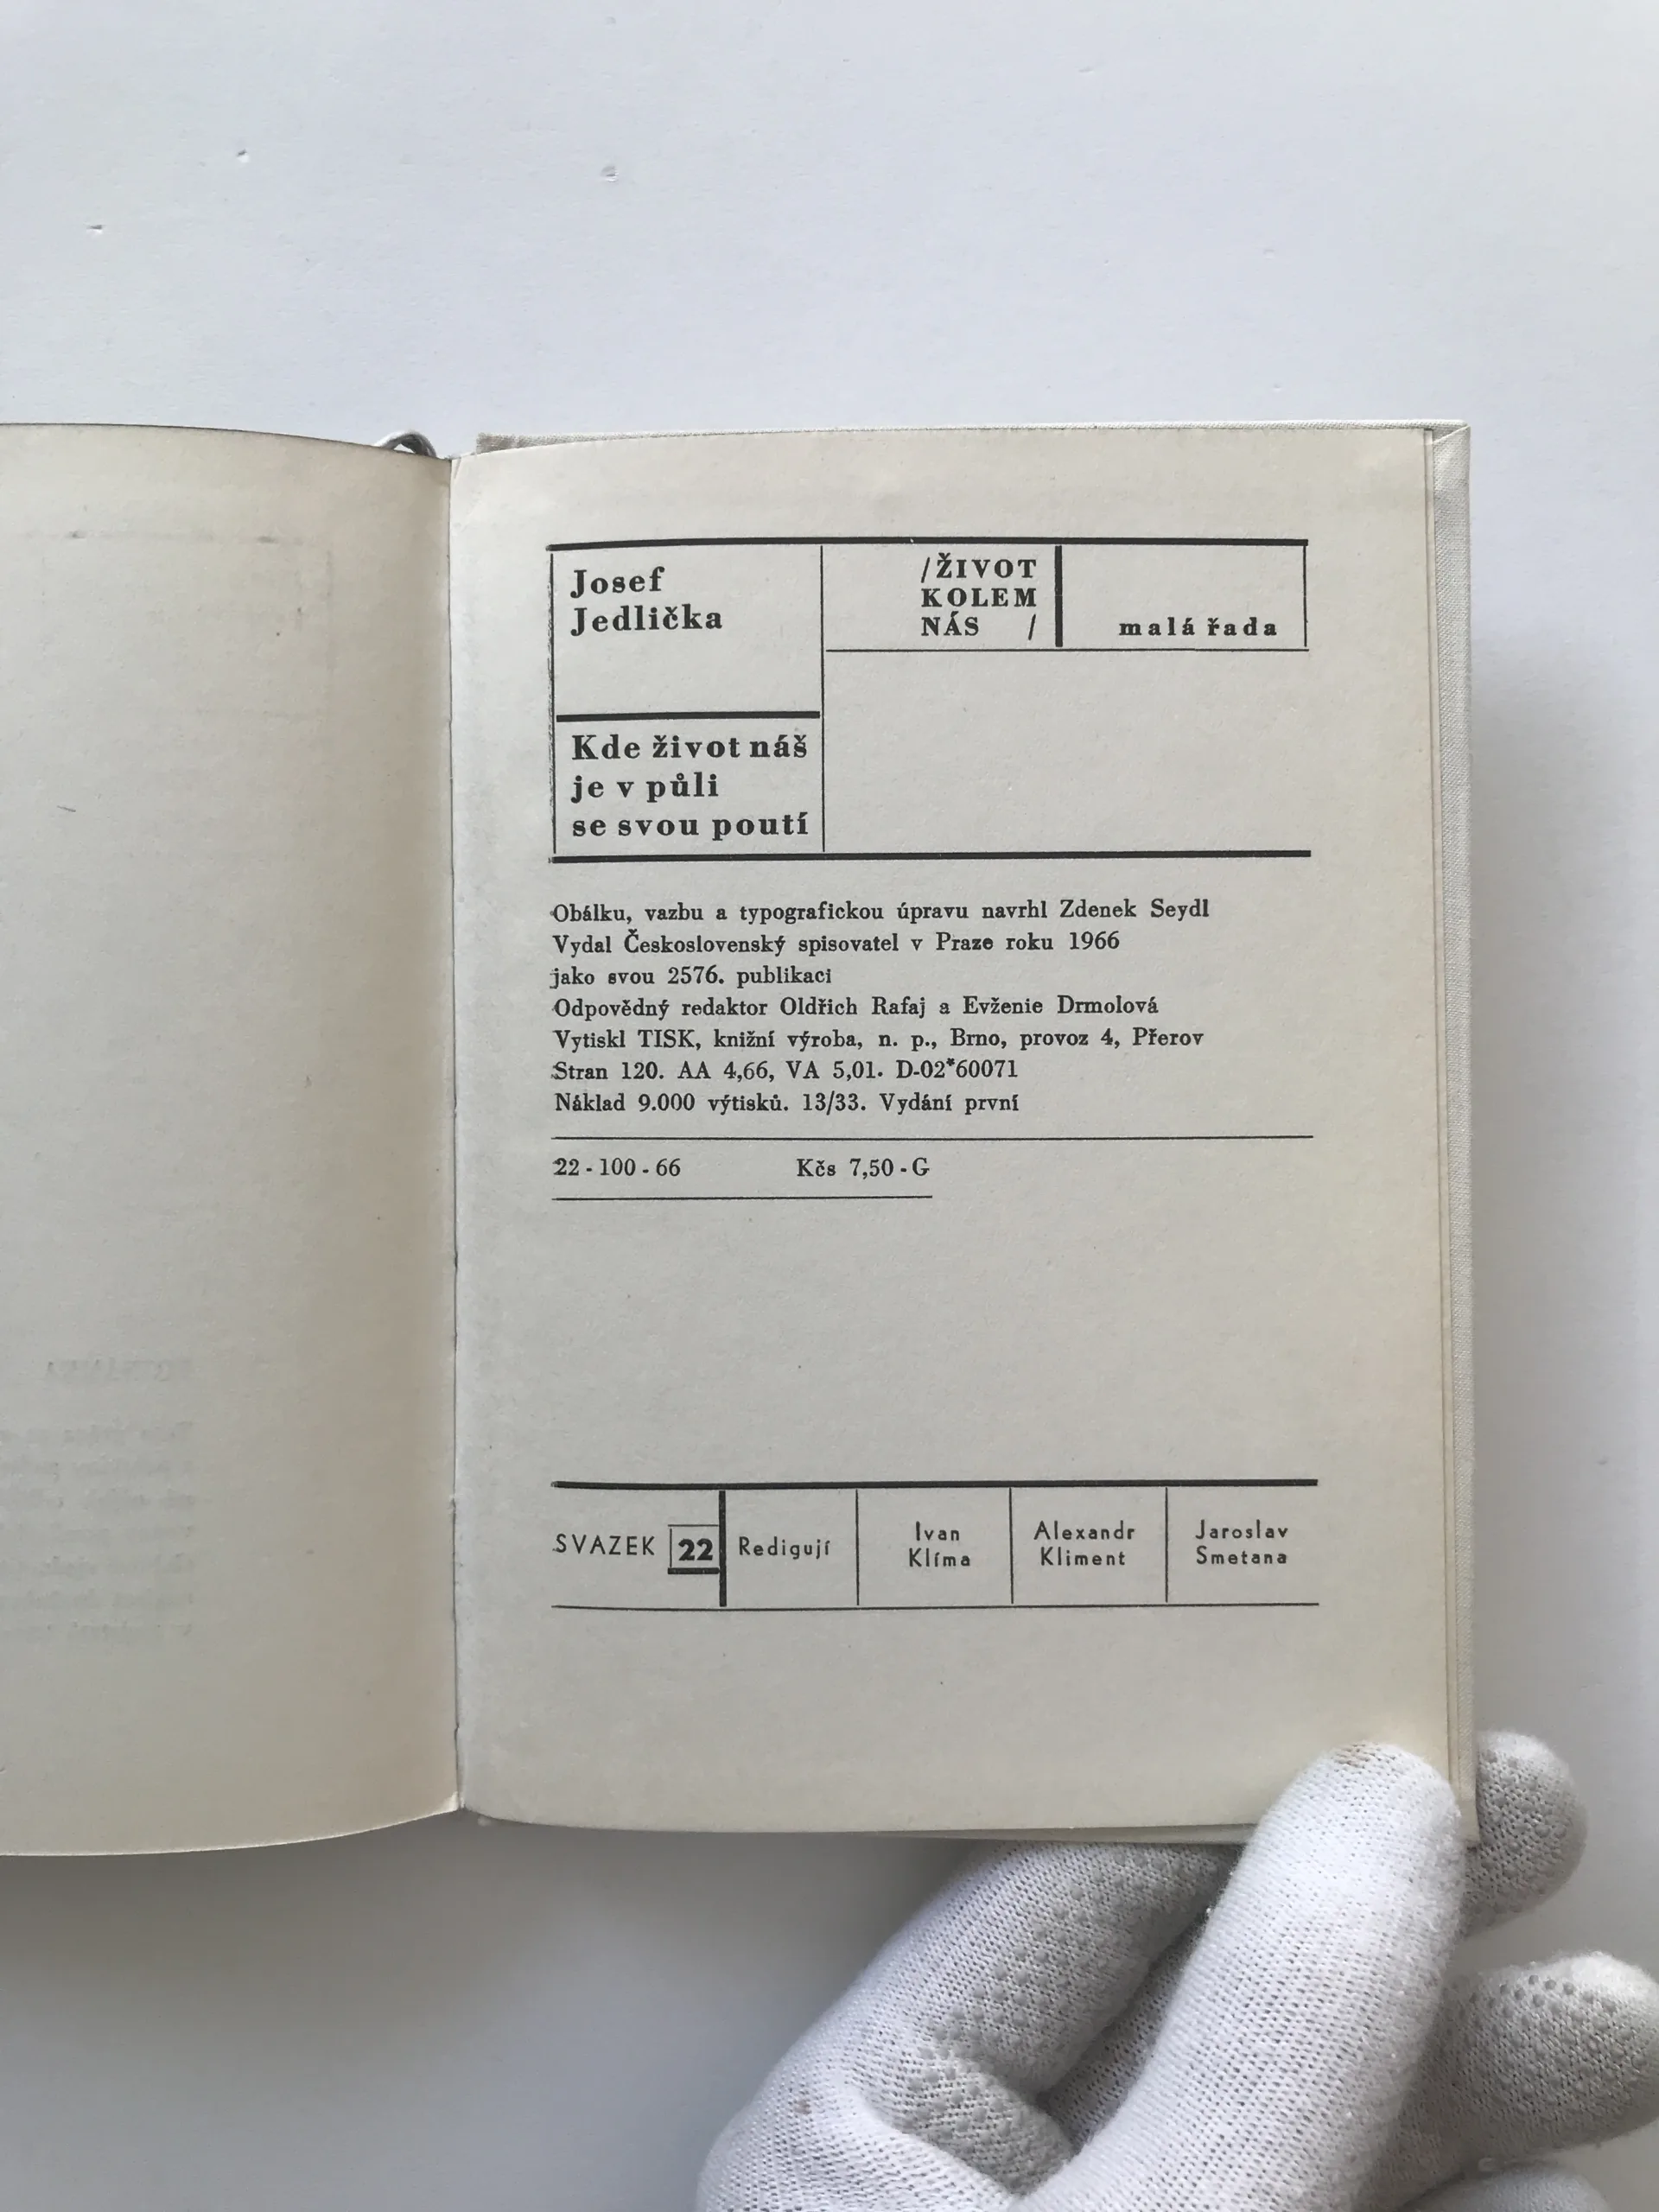 Josef
Jedlička
/ŽIVOT
KOLEM
NÁS /
malá řada
Kde život náš
je v půli
se svou poutí
Obálku, vazbu a typografickou úpravu navrhl Zdenek Seydl
Vydal Československý spisovatel v Praze roku 1966
jako svou 2576. publikaci
Odpovědný redaktor Oldřich Rafaj a Evženie Drmolová
Vytiskl TISK, knižní výroba, n. p., Brno, provoz 4, Přerov
Stran 120. AA 4,66, VA 5,01. D-02*60071
Náklad 9.000 výtisků. 13/33. Vydání první
22 - 100 - 66 Kčs 7,50 - G
SVAZEK 22 Redigují
Ivan
Klíma
Alexandr
Kliment
Jaroslav
Smetana